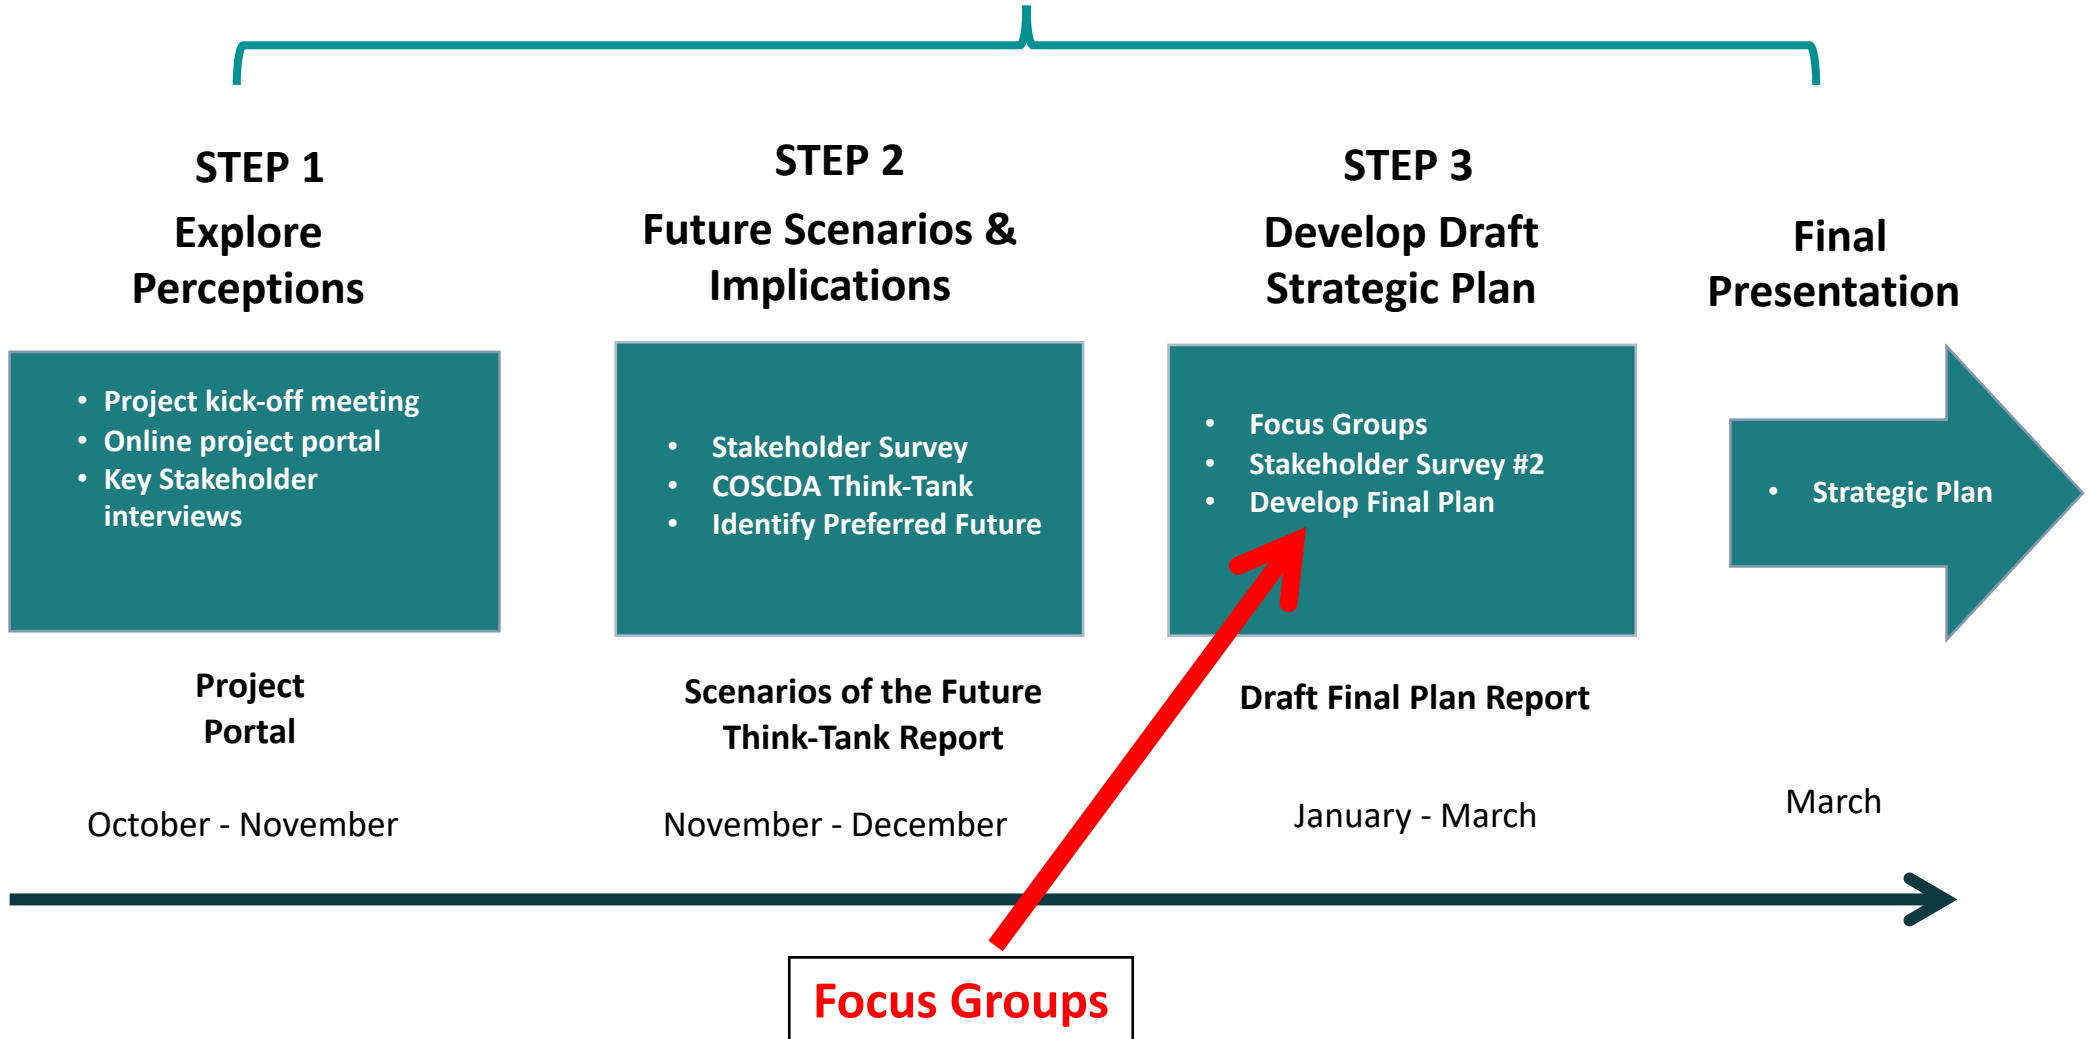 STEP 1
Explore
Perceptions
• Project kick-off meeting
• Online project portal
• Key Stakeholder
interviews
Project
Portal
October - November
STEP 2
Future Scenarios &
Implications
• Stakeholder Survey
• COSCDA Think-Tank
• Identify Preferred Future
Scenarios of the Future
Think-Tank Report
November - December
STEP 3
Develop Draft
Strategic Plan
• Focus Groups
• Stakeholder Survey #2
• Develop Final Plan
Draft Final Plan Report
January - March
Final
Presentation
• Strategic Plan
March
Focus Groups